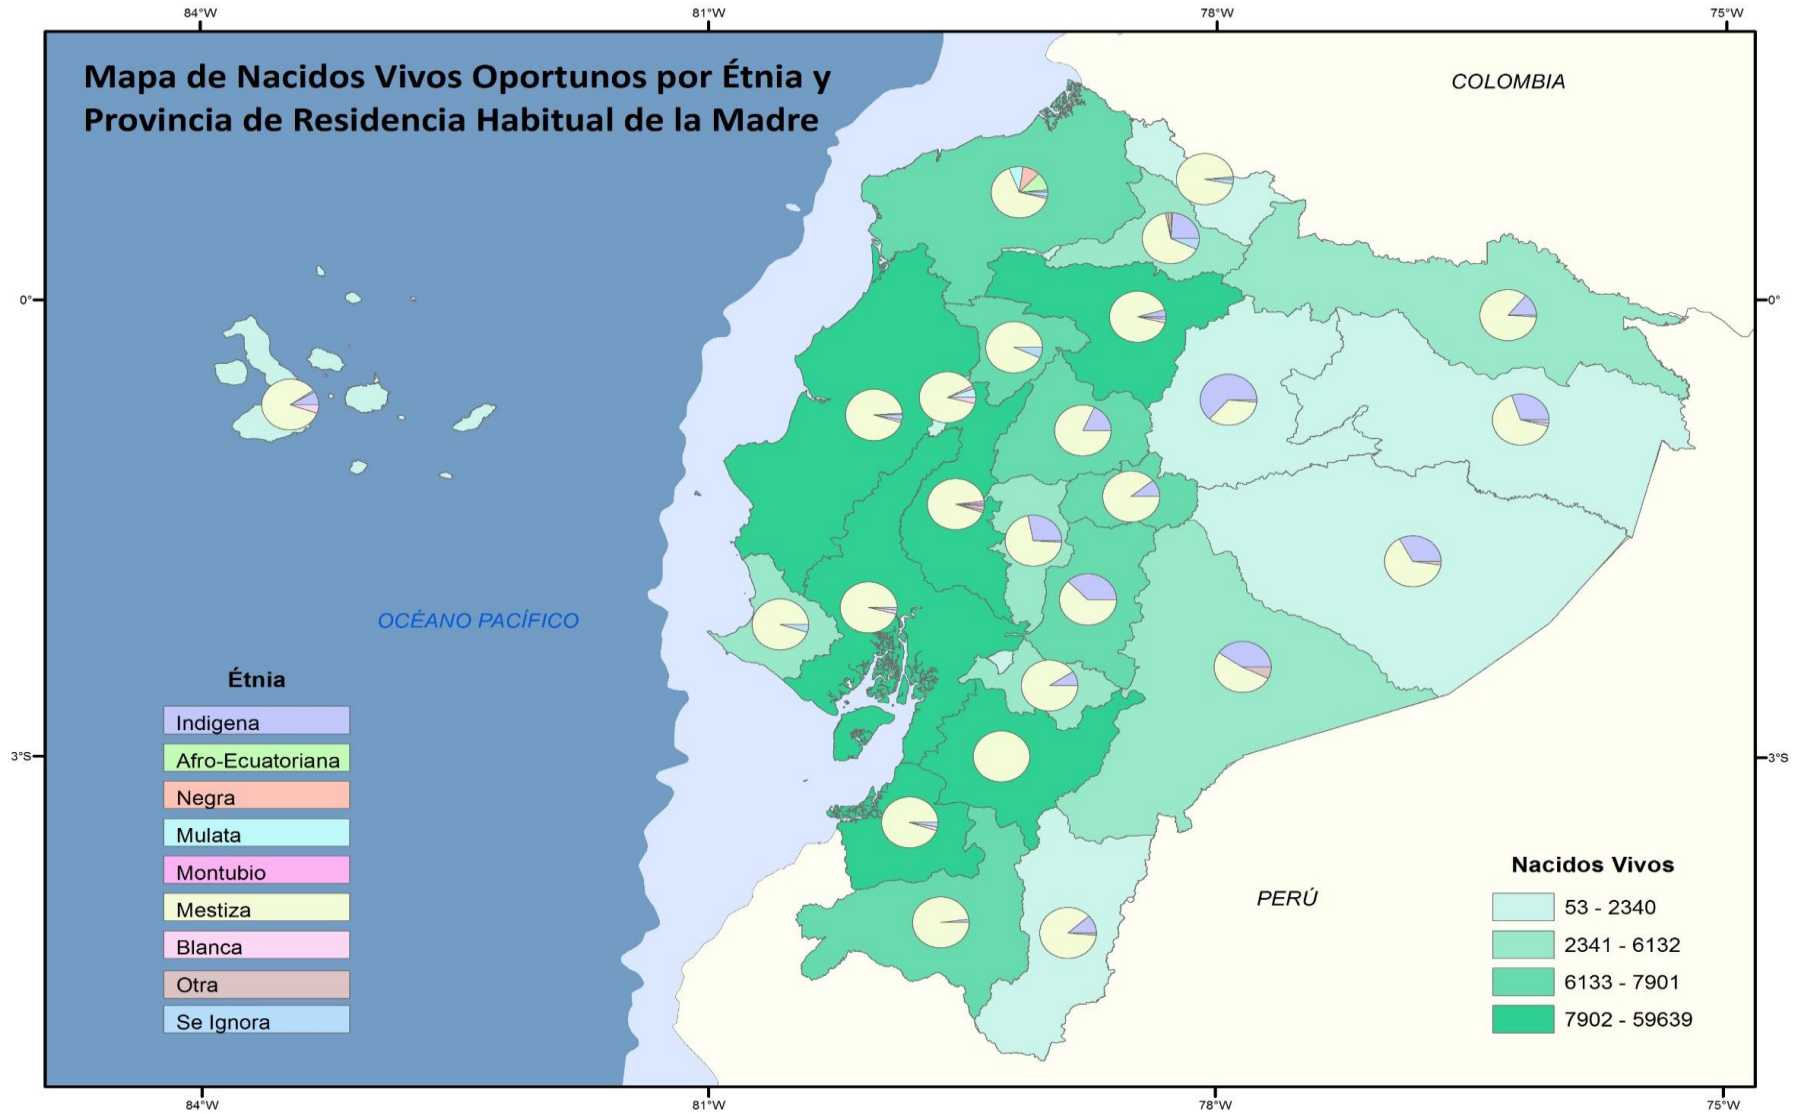 84°W
81°W
78°W
75°W
Mapa de Nacidos Vivos Oportunos por Étnia y
Provincia de Residencia Habitual de la Madre
COLOMBIA
0°
0°
OCÉANO PACÍFICO
Étnia
Indigena
Afro-Ecuatoriana
Negra
Mulata
Montubio
Mestiza
Blanca
Otra
Se Ignora
3°S
3°S
PERÚ
Nacidos Vivos
53 - 2340
2341 - 6132
6133 - 7901
7902 - 59639
84°W
81°W
78°W
75°W